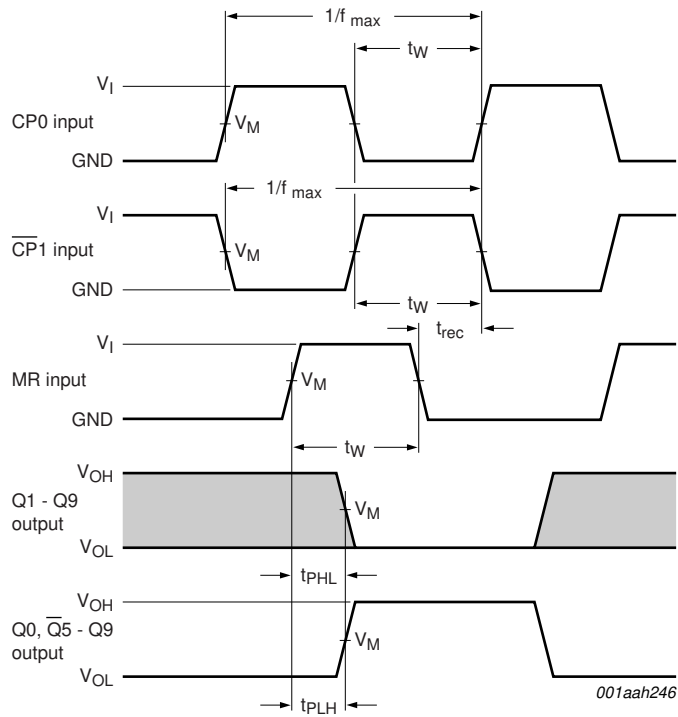 1/f max
tW
VI
CP0 input
VM
GND
1/f max
VI
CP1 input
VM
GND
tW
trec
VI
MR input
VM
GND
tW
VOH
Q1 - Q9
output
VM
VOL
tPHL
VOH
Q0, Q5 - Q9
output
VM
VOL
001aah246
tPLH